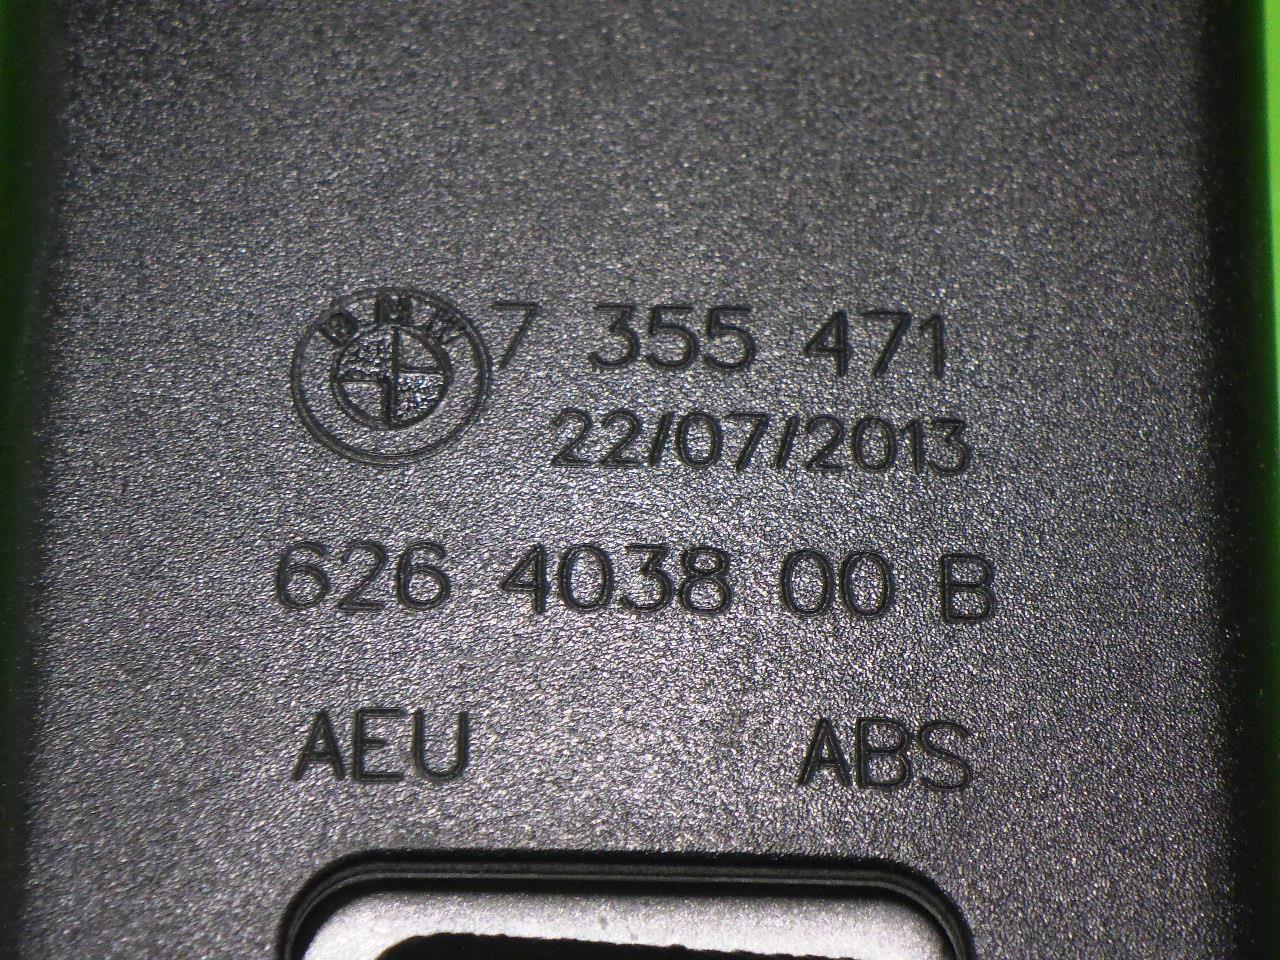 BMW 7 355 471
22/07/2013
626 4038 00 B
AEU ABS